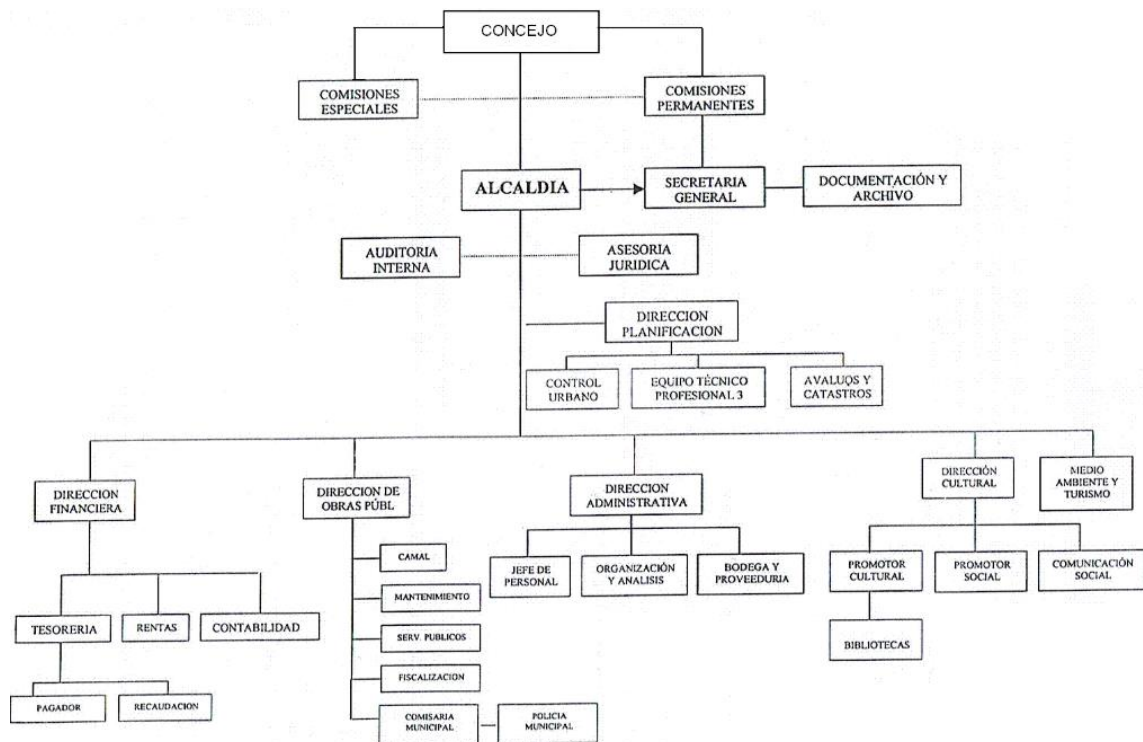 CONCEJO
COMISIONES
ESPECIALES
COMISIONES
PERMANENTES
ALCALDIA
SECRETARIA
GENERAL
DOCUMENTACIÓN Y
ARCHIVO
AUDITORIA
INTERNA
ASESORIA
JURIDICA
DIRECCION
PLANIFICACION
CONTROL
URBANO
EQUIPO TÉCNICO
PROFESIONAL 3
AVALUOS Y
CATASTROS
DIRECCION
FINANCIERA
DIRECCION DE
OBRAS PÚBL
DIRECCION
ADMINISTRATIVA
DIRECCIÓN
CULTURAL
MEDIO
AMBIENTE Y
TURISMO
TESORERIA
RENTAS
CONTABILIDAD
PAGADOR
RECAUDACION
CAMAL
MANTENIMIENTO
SERV. PUBLICOS
FISCALIZACION
COMISARIA
MUNICIPAL
POLICIA
MUNICIPAL
JEFE DE
PERSONAL
ORGANIZACIÓN
Y ANALISIS
BODEGA Y
PROVEEDURIA
PROMOTOR
CULTURAL
PROMOTOR
SOCIAL
COMUNICACIÓN
SOCIAL
BIBLIOTECAS